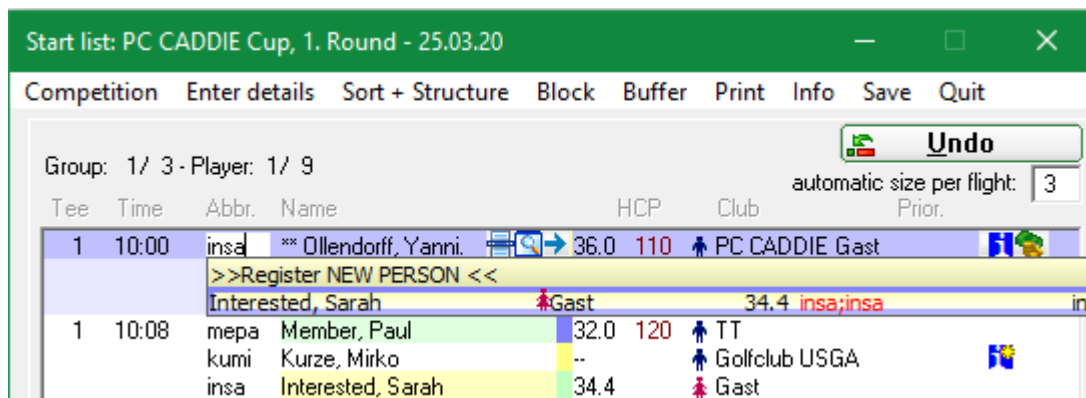 Start list: PC CADDIE Cup, 1. Round - 25.03.20
Competition Enter details Sort + Structure Block Buffer Print Info Save Quit
Undo
Group: 1/ 3 - Player: 1/ 9
automatic size per flight: 3
Tee Time Abbr. Name HCP Club Prior.
1 10:00 insa ** Ollendorff, Yanni. 36.0 110 PC CADDIE Gast
>>Register NEW PERSON <<
Interested, Sarah Gast 34.4 insa;insa in
1 10:08 mepa Member, Paul 32.0 120 TT
kumi Kurze, Mirko -- Golfclub USGA
insa Interested, Sarah 34.4 Gast